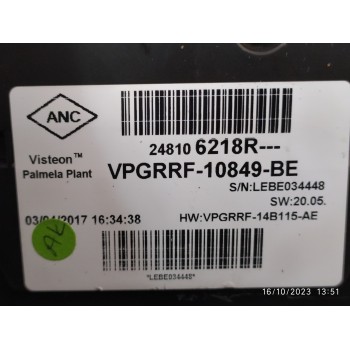 ANC
24810 6218R---
Visteon™
Palmela Plant
VPGRRF-10849-BE
S/N:LEBE034448
SW:20.05.
03/04/2017 16:34:38
HW:VPGRRF-14B115-AE
AL
*LEBE034448*
16/10/2023 13:51